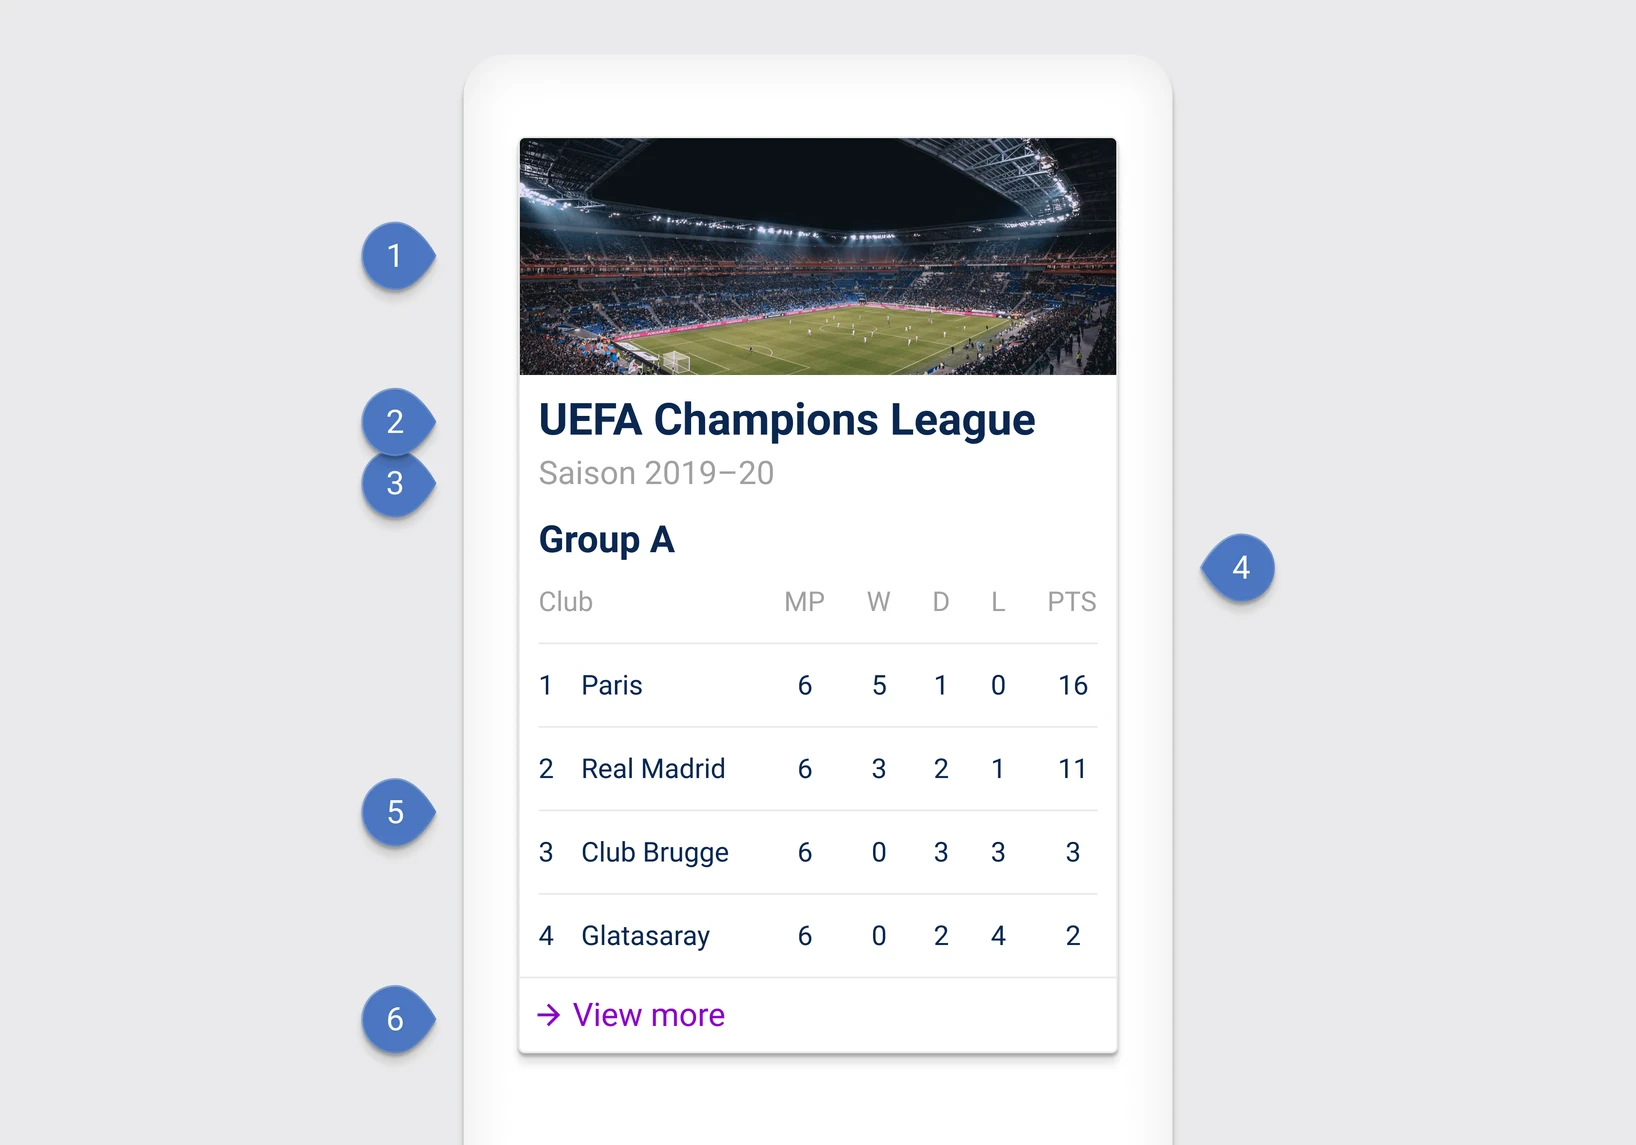 1
2
3
4
5
6
UEFA Champions League
Saison 2019–20
Group A
Club MP W D L PTS
1 Paris 6 5 1 0 16
2 Real Madrid 6 3 2 1 11
3 Club Brugge 6 0 3 3 3
4 Glatasaray 6 0 2 4 2
→ View more